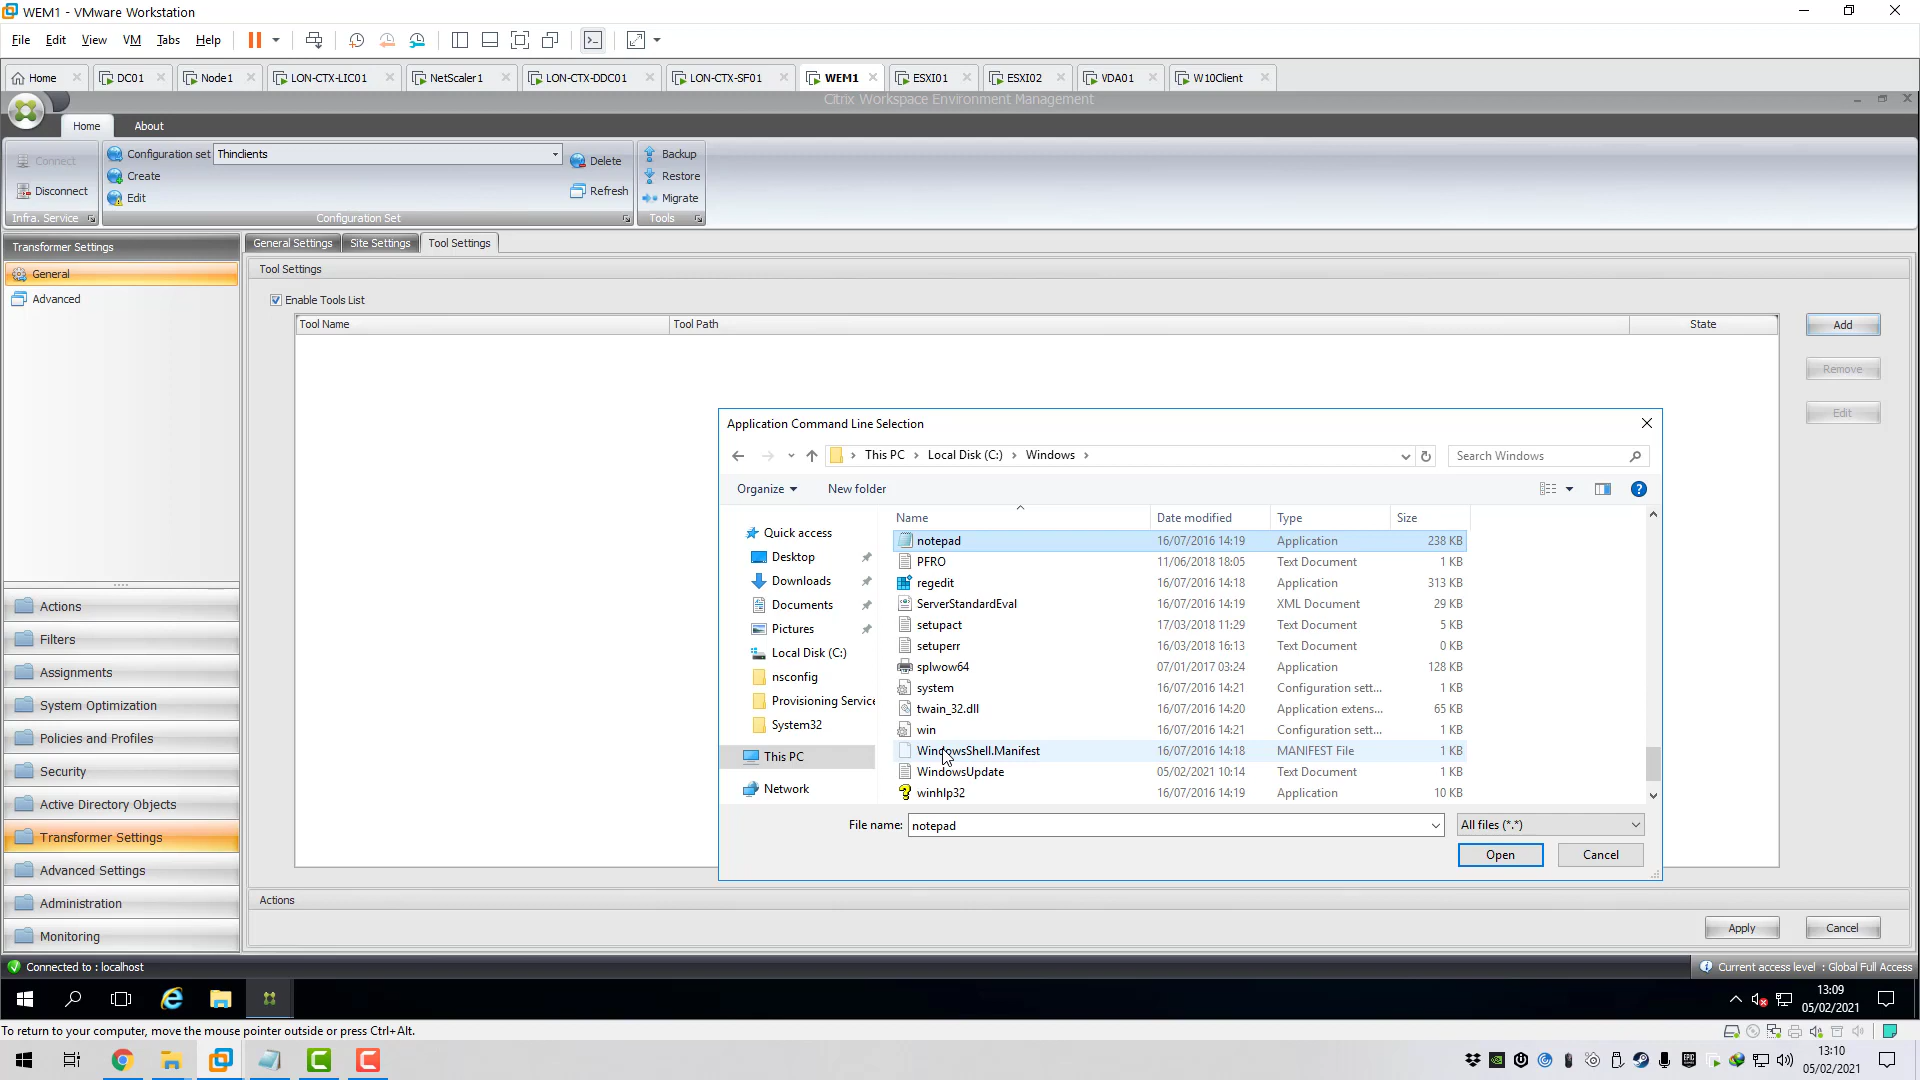 WEM1 - VMware Workstation
File Edit View VM Tabs Help
Home DC01 Node1 LON-CTX-LIC01 NetScaler1 LON-CTX-DDC01 LON-CTX-SF01 WEM1 ESXI01 ESXI02 VDA01 W10Client
Citrix Workspace Environment Management
Home About
Connect
Disconnect
Infra. Service
Configuration set Thinclients
Create
Edit
Delete
Refresh
Configuration Set
Backup
Restore
Migrate
Tools
Transformer Settings
General
Advanced
Actions
Filters
Assignments
System Optimization
Policies and Profiles
Security
Active Directory Objects
Transformer Settings
Advanced Settings
Administration
Monitoring
General Settings Site Settings Tool Settings
Tool Settings
Enable Tools List
Tool Name Tool Path State
Add
Remove
Edit
Application Command Line Selection
This PC > Local Disk (C:) > Windows >
Search Windows
Organize New folder
Quick access
Desktop
Downloads
Documents
Pictures
Local Disk (C:)
nsconfig
Provisioning Service
System32
This PC
Network
Name Date modified Type Size
notepad 16/07/2016 14:19 Application 238 KB
PFRO 11/06/2018 18:05 Text Document 1 KB
regedit 16/07/2016 14:18 Application 313 KB
ServerStandardEval 16/07/2016 14:19 XML Document 29 KB
setupact 17/03/2018 11:29 Text Document 5 KB
setuperr 16/03/2018 16:13 Text Document 0 KB
splwow64 07/01/2017 03:24 Application 128 KB
system 16/07/2016 14:21 Configuration sett... 1 KB
twain_32.dll 16/07/2016 14:20 Application extens... 65 KB
win 16/07/2016 14:21 Configuration sett... 1 KB
WindowsShell.Manifest 16/07/2016 14:18 MANIFEST File 1 KB
WindowsUpdate 05/02/2021 10:14 Text Document 1 KB
winhlp32 16/07/2016 14:19 Application 10 KB
File name: notepad All files (*.*)
Open Cancel
Actions
Apply Cancel
Connected to : localhost
Current access level : Global Full Access
13:09
05/02/2021
To return to your computer, move the mouse pointer outside or press Ctrl+Alt.
13:10
05/02/2021